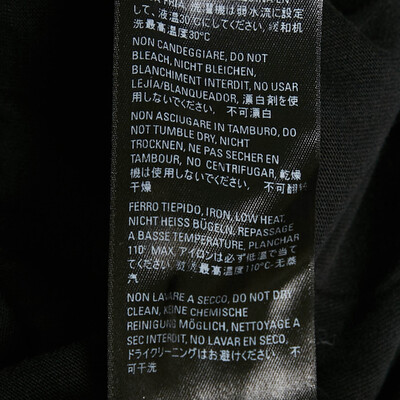 て、液温30℃にしてください, 缓和机
洗最高温度30°C
NON CANDEGGIARE, DO NOT
BLEACH, NICHT BLEICHEN,
BLANCHIMENT INTERDIT, NO USAR
LEJÍA/BLANQUEADOR, 漂白剤を使
用しないでください, 不可漂白
NON ASCIUGARE IN TAMBURO, DO
NOT TUMBLE DRY, NICHT
TROCKNEN, NE PAS SECHER EN
TAMBOUR, NO CENTRIFUGAR, 乾燥
機は使用しないでください, 不可翻转
干燥
FERRO TIEPIDO, IRON, LOW HEAT,
NICHT HEISS BÜGELN, REPASSAGE
A BASSE TEMPÉRATURE, PLANCHAR
110° MAX, アイロンは必ず低温で当て
てください, 最高温度110°C-无蒸
汽
NON LAVARE A SECCO, DO NOT DRY
CLEAN, KEINE CHEMISCHE
REINIGUNG MÖGLICH, NETTOYAGE A
SEC INTERDIT, NO LAVAR EN SECO,
ドライクリーニングはお避けください, 不
可干洗